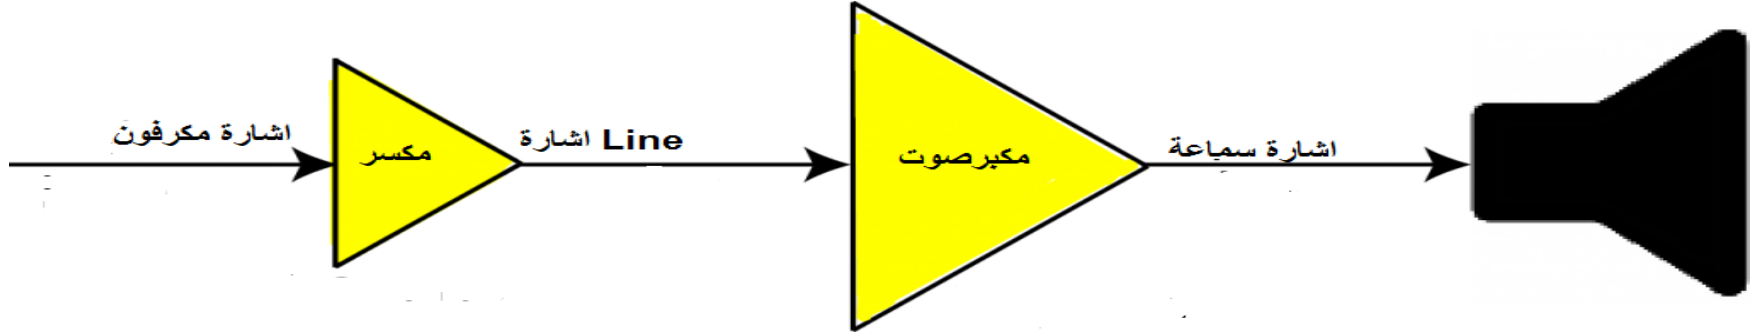 اشارة مكرفون
مكسر
اشارة Line
مكبرصوت
اشارة سماعة